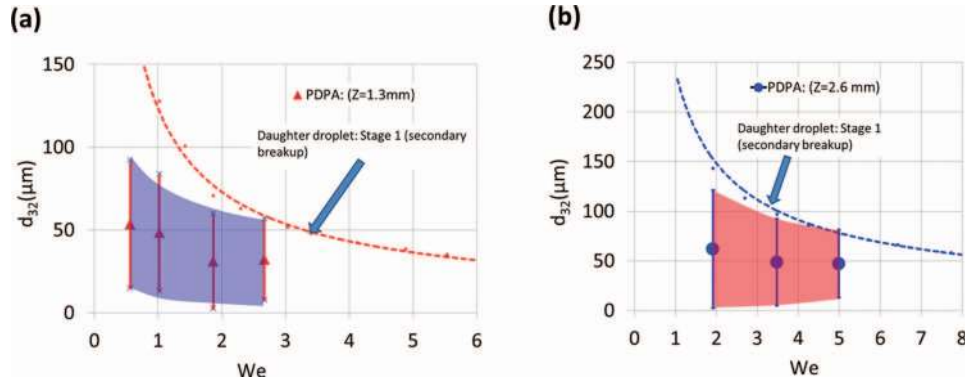 (a)
150
100
50
0
d32(μm)
0 1 2 3 4 5 6
We
PDPA: (Z=1.3mm)
Daughter droplet: Stage 1 (secondary
breakup)
(b)
250
200
150
100
50
0
d32(μm)
0 1 2 3 4 5 6 7 8
We
PDPA: (Z=2.6 mm)
Daughter droplet: Stage 1
(secondary breakup)